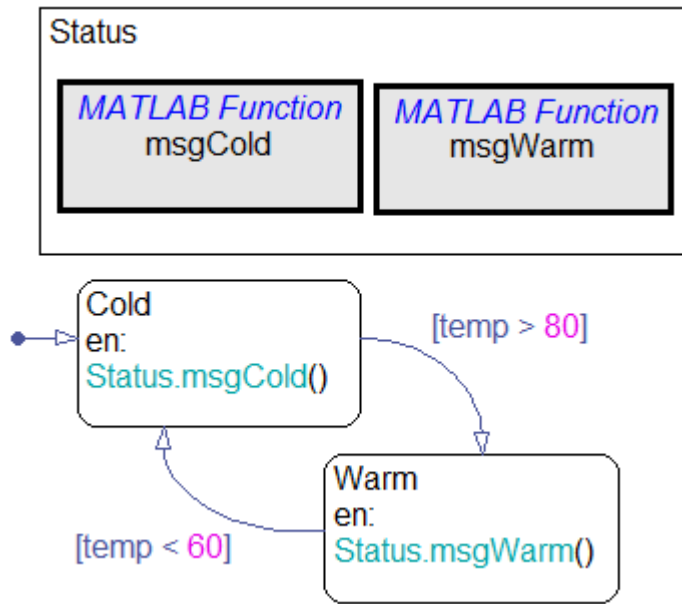 Status
MATLAB Function
msgCold
MATLAB Function
msgWarm
Cold
en:
Status.msgCold()
[temp > 80]
Warm
en:
Status.msgWarm()
[temp < 60]